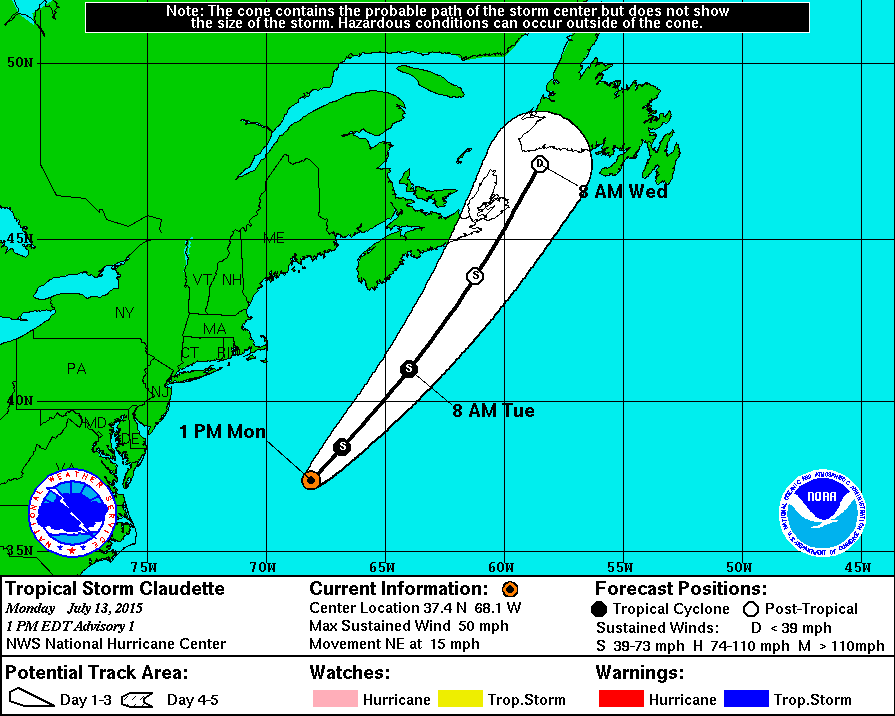 Note: The cone contains the probable path of the storm center but does not show
the size of the storm. Hazardous conditions can occur outside of the cone.
50N
45N
40N
35N
ME
VT
NH
NY
MA
CT
RI
PA
NJ
MD
DE
VA
D
8 AM Wed
S
S
8 AM Tue
1 PM Mon
S
NATIONAL WEATHER SERVICE
NOAA
NATIONAL OCEANIC AND ATMOSPHERIC ADMINISTRATION
U.S. DEPARTMENT OF COMMERCE
75W
70W
65W
60W
55W
50W
45W
Tropical Storm Claudette
Monday July 13, 2015
1 PM EDT Advisory 1
NWS National Hurricane Center
Current Information:
Center Location 37.4 N 68.1 W
Max Sustained Wind 50 mph
Movement NE at 15 mph
Forecast Positions:
Tropical Cyclone Post-Tropical
Sustained Winds: D < 39 mph
S 39-73 mph H 74-110 mph M > 110mph
Potential Track Area:
Day 1-3 Day 4-5
Watches:
Hurricane Trop.Storm
Warnings:
Hurricane Trop.Storm